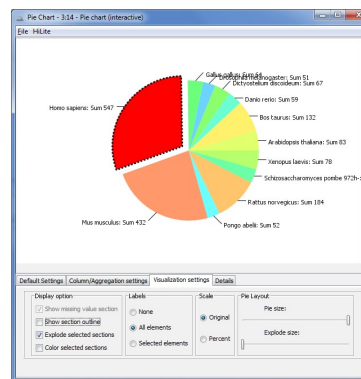 Pie Chart - 3:14 - Pie chart (interactive)
File HiLite
Gallus gallus: Sum 64
Drosophila melanogaster: Sum 51
Dictyostelium discoideum: Sum 67
Danio rerio: Sum 59
Homo sapiens: Sum 547
Bos taurus: Sum 132
Arabidopsis thaliana: Sum 83
Xenopus laevis: Sum 78
Schizosaccharomyces pombe 972h-:
Rattus norvegicus: Sum 184
Mus musculus: Sum 432
Pongo abelii: Sum 52
Default Settings Column/Aggregation settings Visualization settings Details
Display option Labels Scale Pie Layout
Show missing value section None Pie size:
Show section outline Original
All elements
Explode selected sections Explode size:
Percent
Color selected sections Selected elements